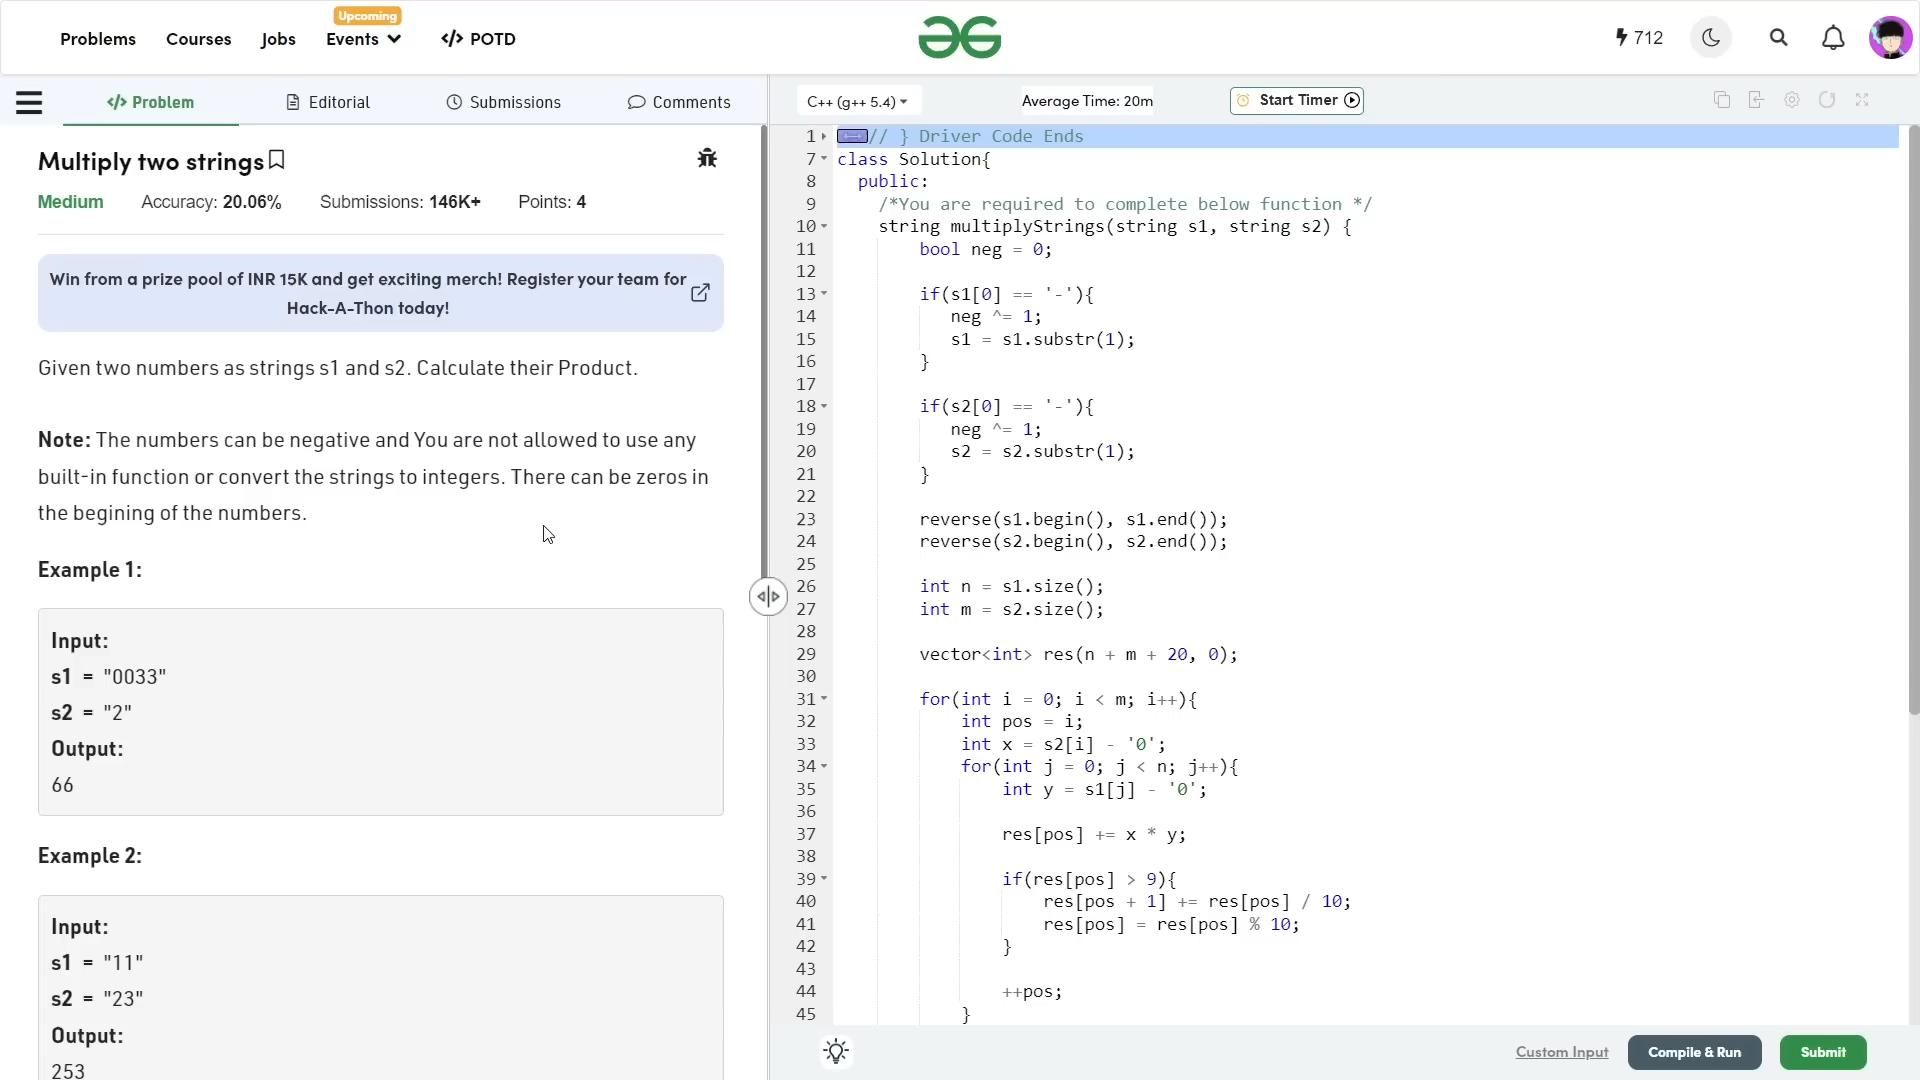 Problems
Courses
Jobs
Upcoming
Events
</> POTD
712
</> Problem
Editorial
Submissions
Comments
C++ (g++ 5.4)
Average Time: 20m
Start Timer
Multiply two strings
Medium Accuracy: 20.06% Submissions: 146K+ Points: 4
Win from a prize pool of INR 15K and get exciting merch! Register your team for
Hack-A-Thon today!
Given two numbers as strings s1 and s2. Calculate their Product.
Note: The numbers can be negative and You are not allowed to use any
built-in function or convert the strings to integers. There can be zeros in
the begining of the numbers.
Example 1:
Input:
s1 = "0033"
s2 = "2"
Output:
66
Example 2:
Input:
s1 = "11"
s2 = "23"
Output:
253
1 // } Driver Code Ends
7 class Solution{
8 public:
9 /*You are required to complete below function */
10 string multiplyStrings(string s1, string s2) {
11 bool neg = 0;
12
13 if(s1[0] == '-'){
14 neg ^= 1;
15 s1 = s1.substr(1);
16 }
17
18 if(s2[0] == '-'){
19 neg ^= 1;
20 s2 = s2.substr(1);
21 }
22
23 reverse(s1.begin(), s1.end());
24 reverse(s2.begin(), s2.end());
25
26 int n = s1.size();
27 int m = s2.size();
28
29 vector<int> res(n + m + 20, 0);
30
31 for(int i = 0; i < m; i++){
32 int pos = i;
33 int x = s2[i] - '0';
34 for(int j = 0; j < n; j++){
35 int y = s1[j] - '0';
36
37 res[pos] += x * y;
38
39 if(res[pos] > 9){
40 res[pos + 1] += res[pos] / 10;
41 res[pos] = res[pos] % 10;
42 }
43
44 ++pos;
45 }
Custom Input
Compile & Run
Submit